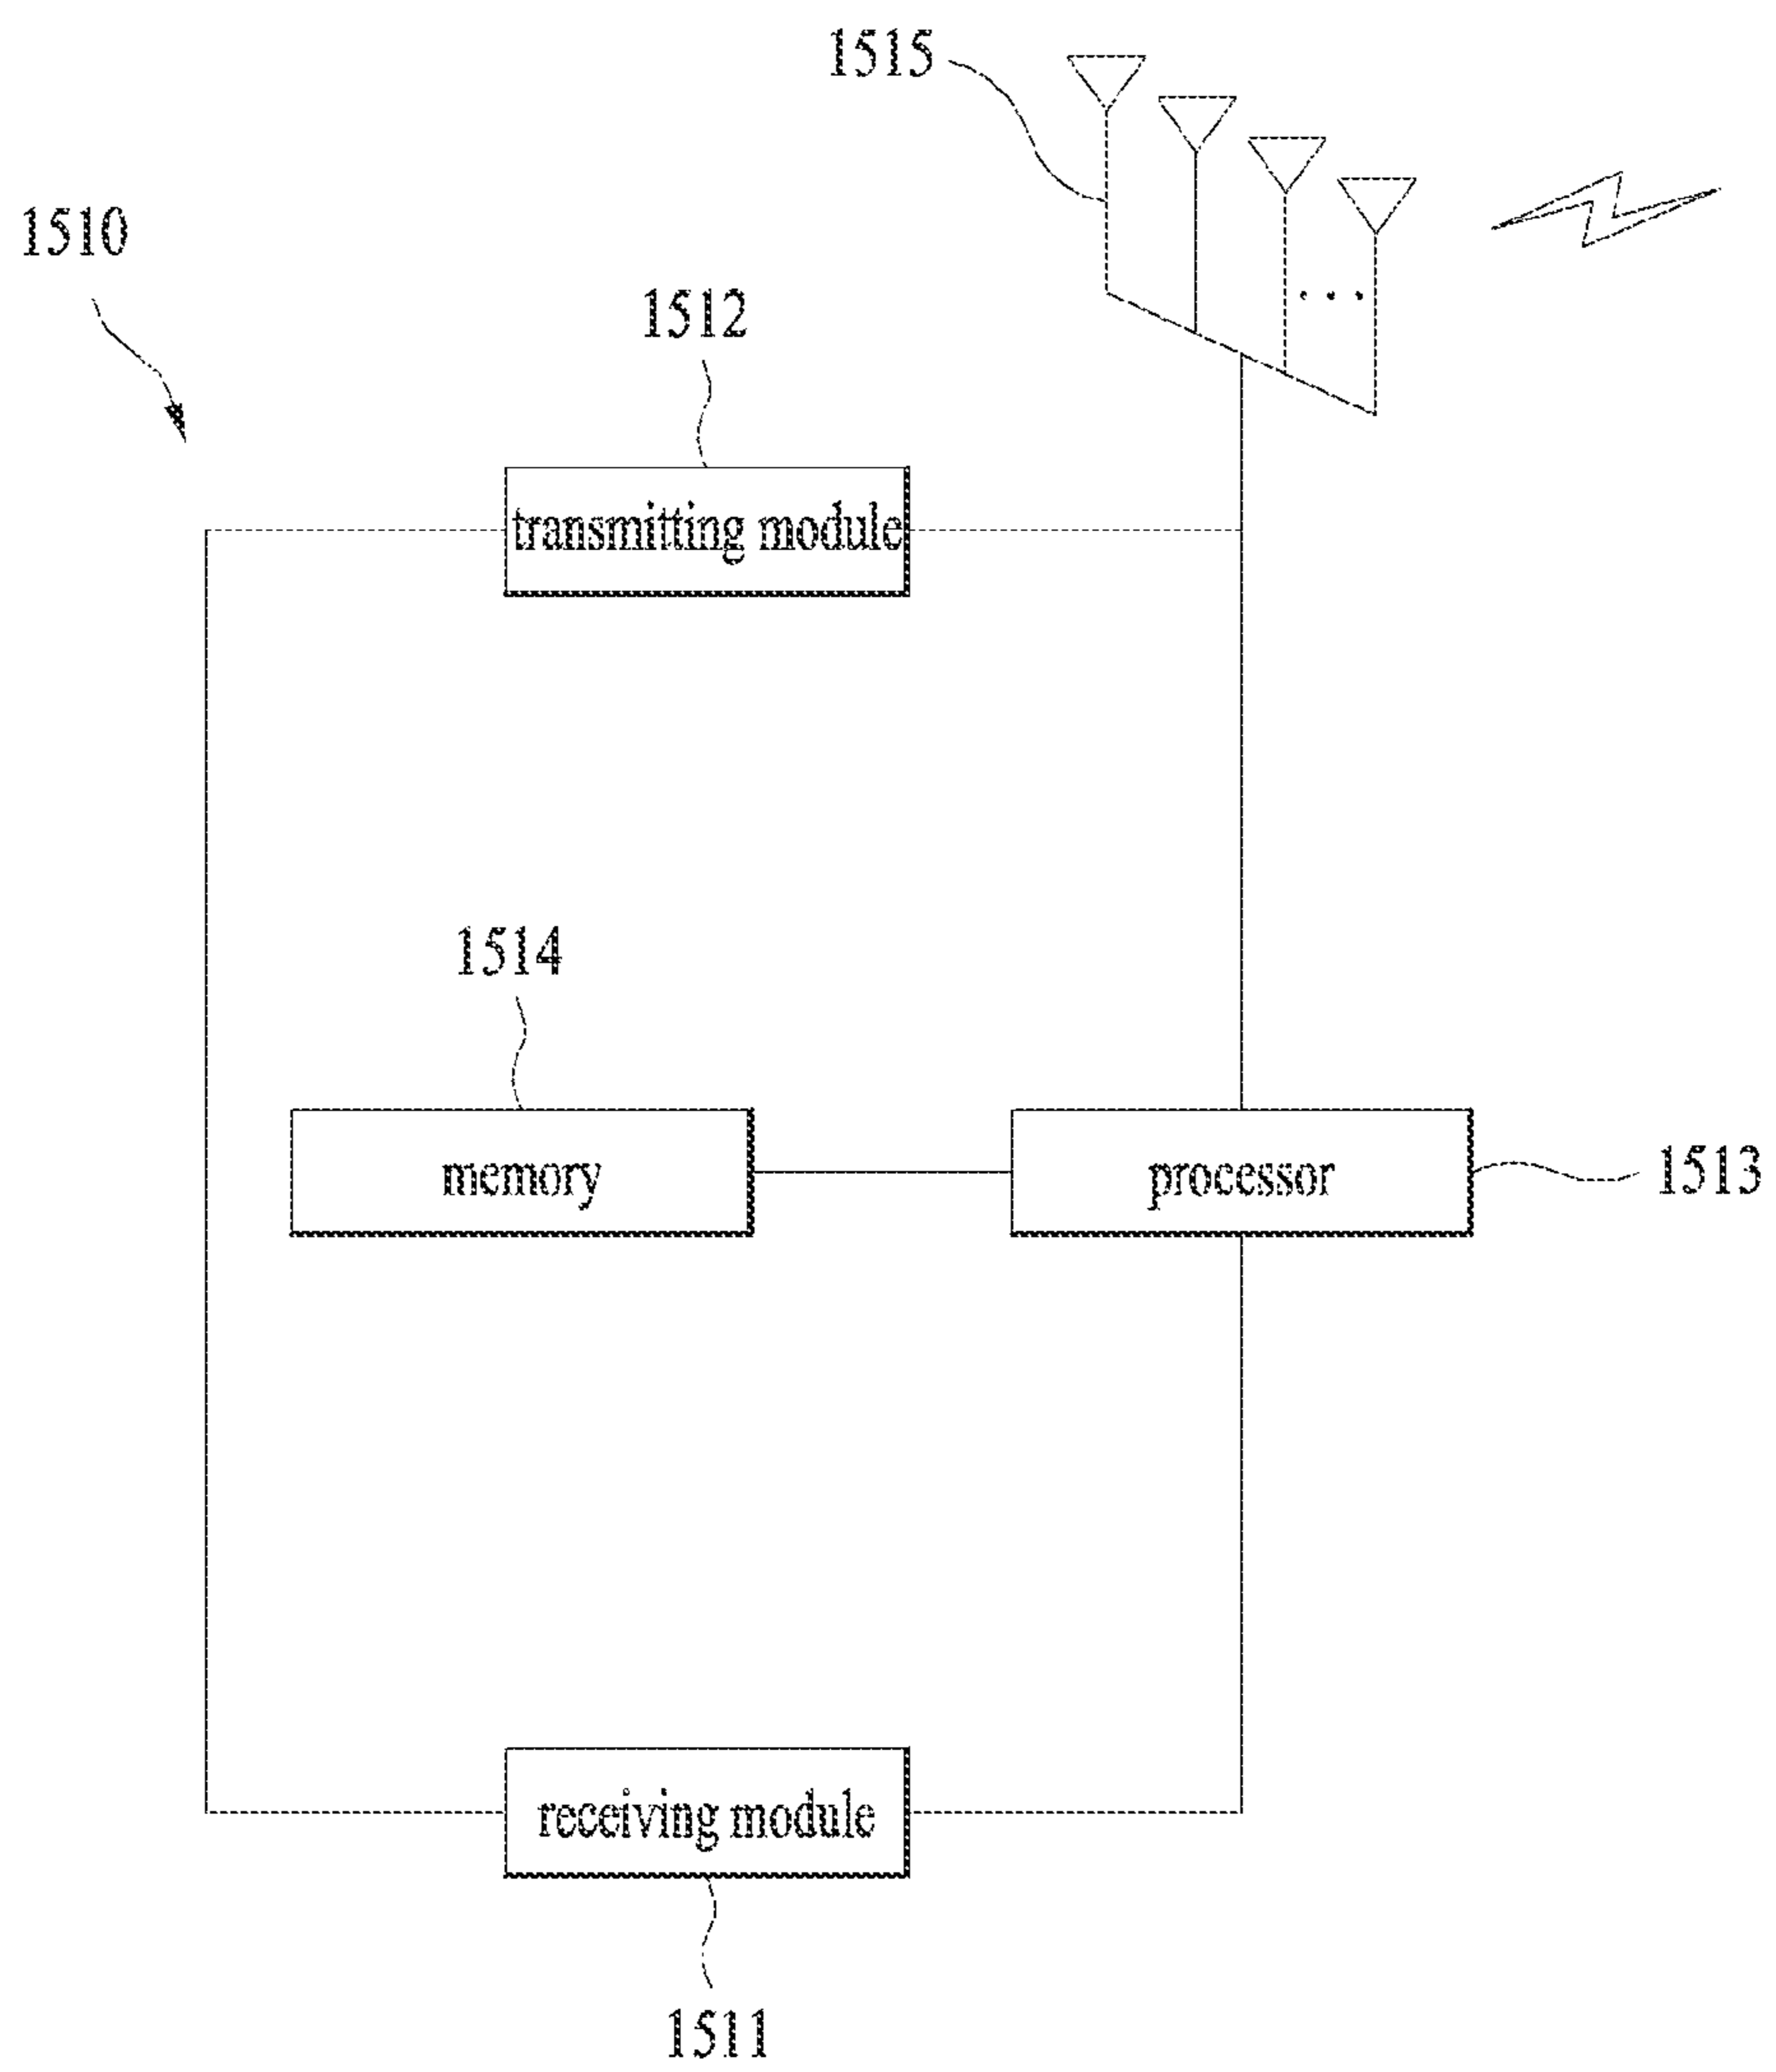 1515
1510
1512
transmitting module
1514
memory
processor
1513
receiving module
1511